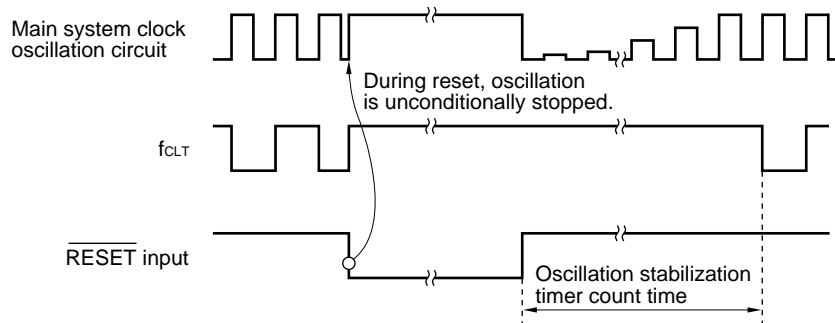 Main system clock
oscillation circuit
During reset, oscillation
is unconditionally stopped.
fCLT
RESET input
Oscillation stabilization
timer count time